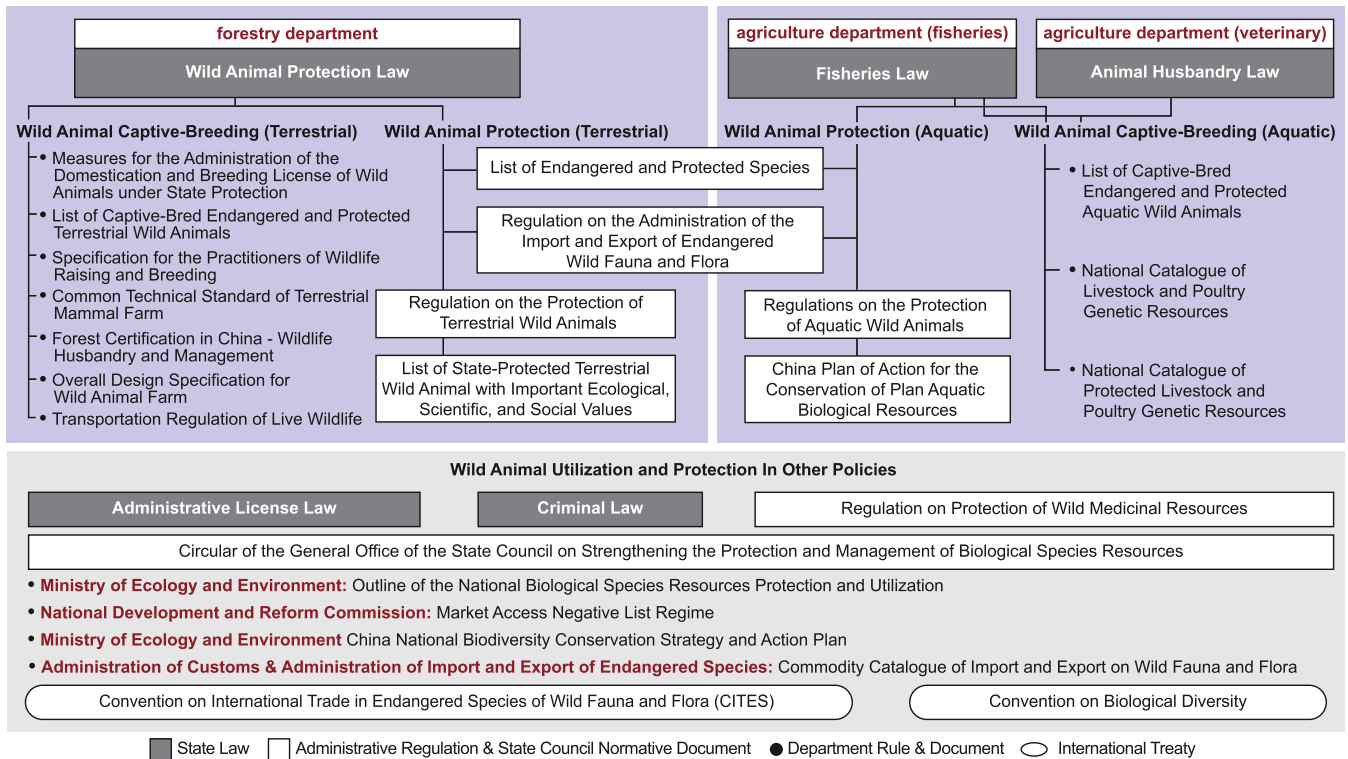 forestry department
Wild Animal Protection Law
Wild Animal Captive-Breeding (Terrestrial)
• Measures for the Administration of the
Domestication and Breeding License of Wild
Animals under State Protection
• List of Captive-Bred Endangered and Protected
Terrestrial Wild Animals
• Specification for the Practitioners of Wildlife
Raising and Breeding
• Common Technical Standard of Terrestrial
Mammal Farm
• Forest Certification in China - Wildlife
Husbandry and Management
• Overall Design Specification for
Wild Animal Farm
• Transportation Regulation of Live Wildlife
Wild Animal Protection (Terrestrial)
List of Endangered and Protected Species
Regulation on the Administration of the
Import and Export of Endangered
Wild Fauna and Flora
Regulation on the Protection of
Terrestrial Wild Animals
List of State-Protected Terrestrial
Wild Animal with Important Ecological,
Scientific, and Social Values
agriculture department (fisheries)
Fisheries Law
agriculture department (veterinary)
Animal Husbandry Law
Wild Animal Protection (Aquatic)
Regulations on the Protection
of Aquatic Wild Animals
China Plan of Action for the
Conservation of Plan Aquatic
Biological Resources
Wild Animal Captive-Breeding (Aquatic)
• List of Captive-Bred
Endangered and Protected
Aquatic Wild Animals
• National Catalogue of
Livestock and Poultry
Genetic Resources
• National Catalogue of
Protected Livestock and
Poultry Genetic Resources
Wild Animal Utilization and Protection In Other Policies
Administrative License Law
Criminal Law
Regulation on Protection of Wild Medicinal Resources
Circular of the General Office of the State Council on Strengthening the Protection and Management of Biological Species Resources
• Ministry of Ecology and Environment: Outline of the National Biological Species Resources Protection and Utilization
• National Development and Reform Commission: Market Access Negative List Regime
• Ministry of Ecology and Environment China National Biodiversity Conservation Strategy and Action Plan
• Administration of Customs & Administration of Import and Export of Endangered Species: Commodity Catalogue of Import and Export on Wild Fauna and Flora
Convention on International Trade in Endangered Species of Wild Fauna and Flora (CITES)
Convention on Biological Diversity
State Law
Administrative Regulation & State Council Normative Document
Department Rule & Document
International Treaty